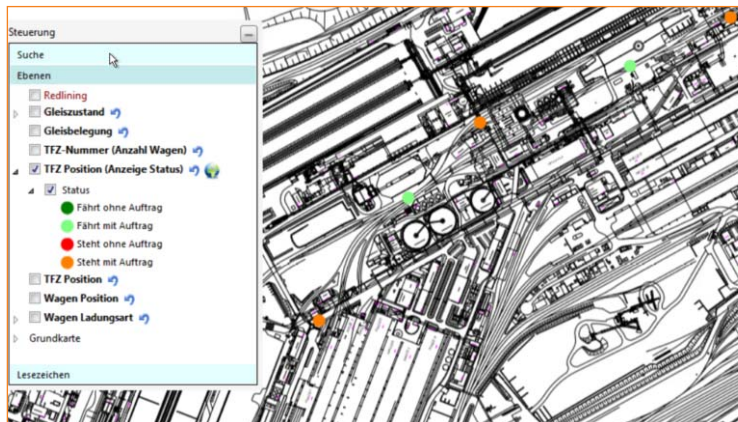 Steuerung
Suche
Ebenen
Redlining
Gleiszustand
Gleisbelegung
TFZ-Nummer (Anzahl Wagen)
TFZ Position (Anzeige Status)
Status
Fährt ohne Auftrag
Fährt mit Auftrag
Steht ohne Auftrag
Steht mit Auftrag
TFZ Position
Wagen Position
Wagen Ladungsart
Grundkarte
Lesezeichen